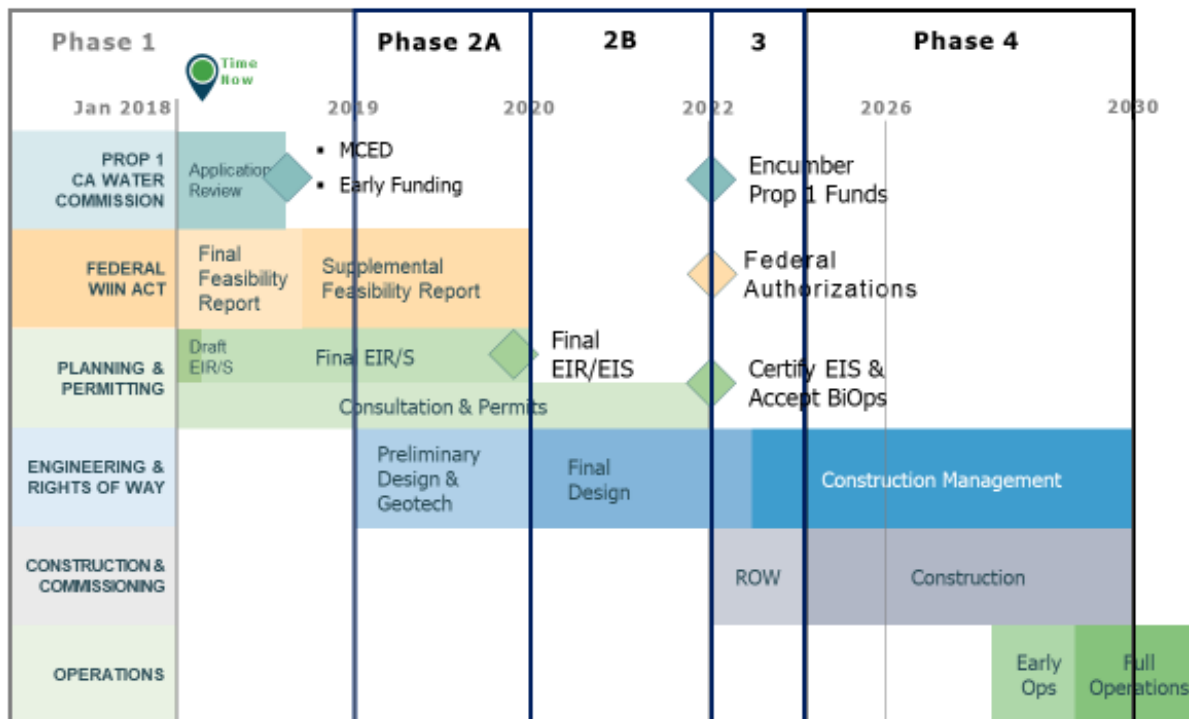 Phase 1
Phase 2A
2B
3
Phase 4
Time
Now
Jan 2018
2019
2020
2022
2026
2030
PROP 1
CA WATER
COMMISSION
Application
Review
▪ MCED
▪ Early Funding
Encumber
Prop 1 Funds
FEDERAL
WIIN ACT
Final
Feasibility
Report
Supplemental
Feasibility Report
Federal
Authorizations
PLANNING &
PERMITTING
Draft
EIR/S
Final EIR/S
Final
EIR/EIS
Certify EIS &
Accept BiOps
Consultation & Permits
ENGINEERING &
RIGHTS OF WAY
Preliminary
Design &
Geotech
Final
Design
Construction Management
CONSTRUCTION &
COMMISSIONING
ROW
Construction
OPERATIONS
Early
Ops
Full
Operations